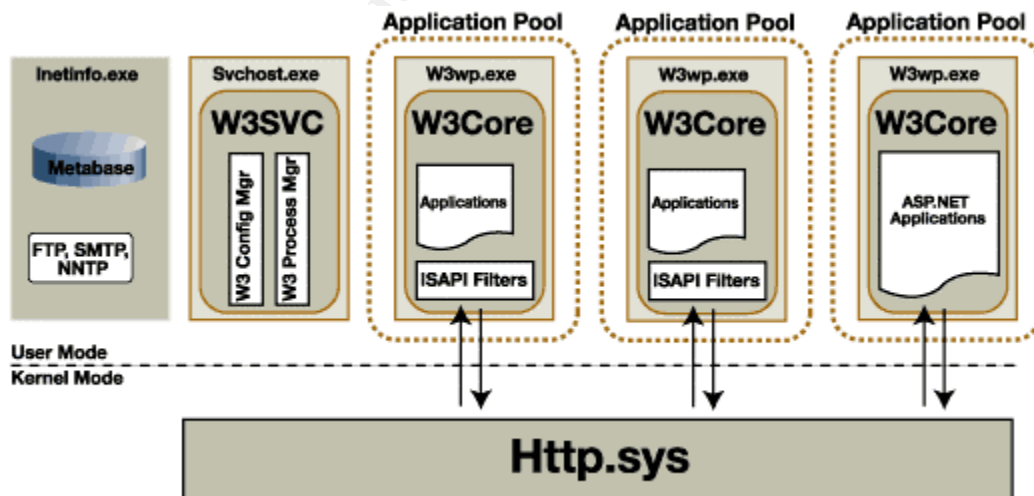 Application Pool
Application Pool
Application Pool
Inetinfo.exe
Svchost.exe
W3wp.exe
W3wp.exe
W3wp.exe
W3SVC
W3Core
W3Core
W3Core
Metabase
W3 Config Mgr
W3 Process Mgr
Applications
Applications
ASP.NET
Applications
FTP, SMTP,
NNTP
ISAPI Filters
ISAPI Filters
User Mode
Kernel Mode
Http.sys